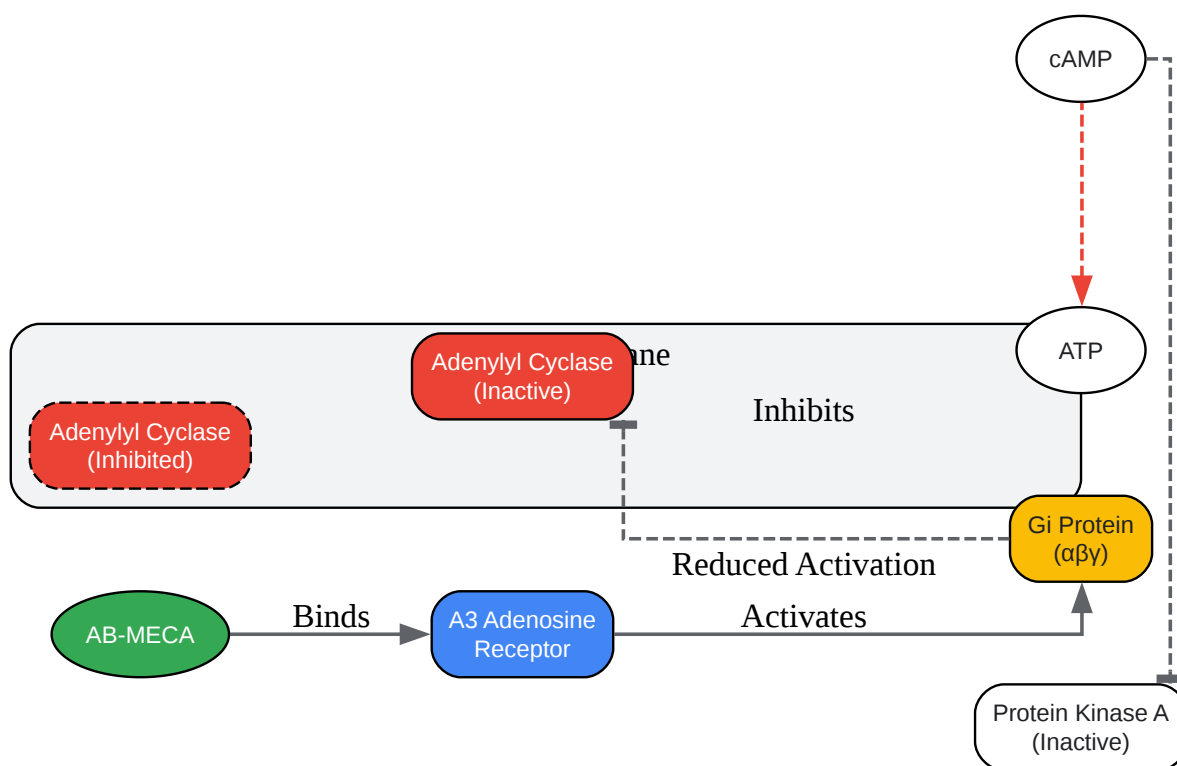 cAMP
ATP
Adenylyl Cyclase
(Inactive)
Inhibits
Adenylyl Cyclase
(Inhibited)
Gi Protein
(αβγ)
Reduced Activation
AB-MECA
Binds
A3 Adenosine
Receptor
Activates
Protein Kinase A
(Inactive)